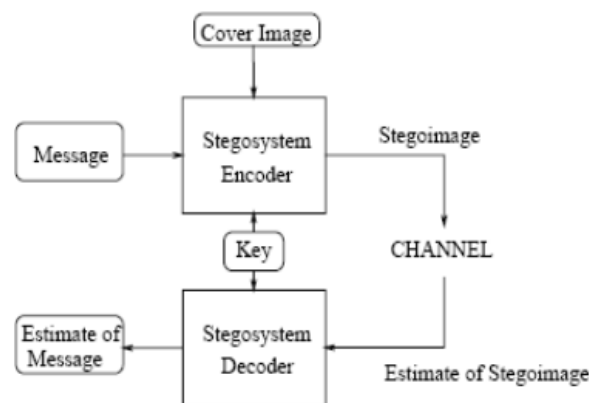 Cover Image
Message
Stegosystem
Encoder
Stegoimage
Key
CHANNEL
Estimate of
Message
Stegosystem
Decoder
Estimate of Stegoimage